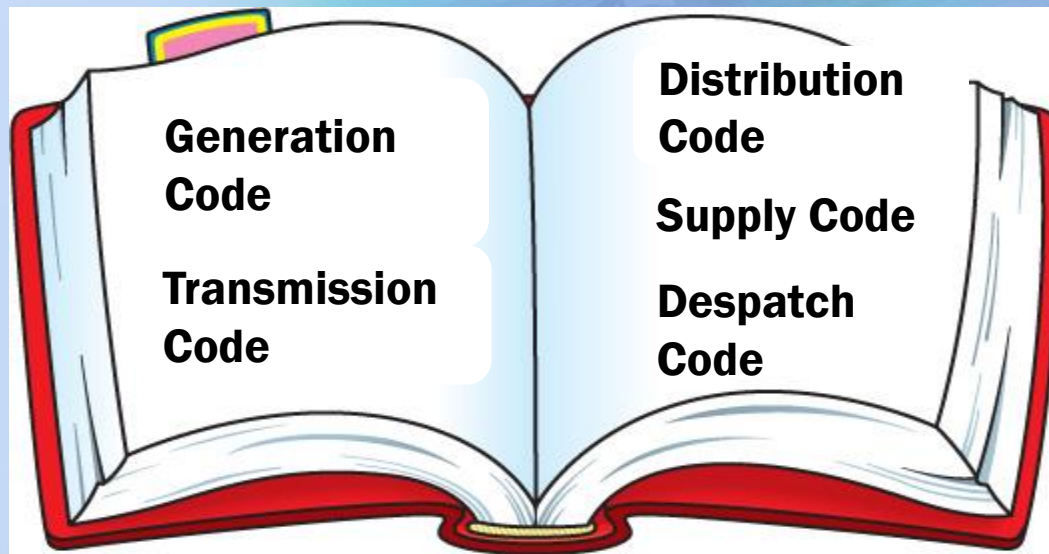 Generation
Code
Transmission
Code
Distribution
Code
Supply Code
Despatch
Code